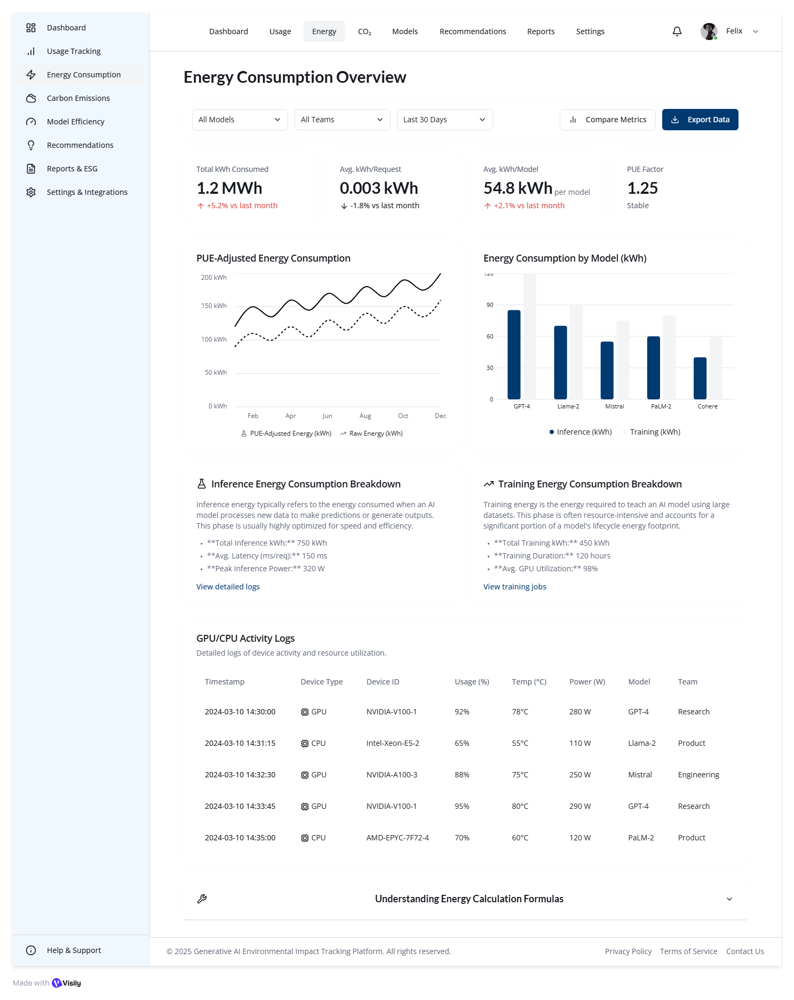 Dashboard
Usage Tracking
Energy Consumption
Carbon Emissions
Model Efficiency
Recommendations
Reports & ESG
Settings & Integrations
Help & Support
Dashboard Usage Energy CO₂ Models Recommendations Reports Settings Felix
Energy Consumption Overview
All Models All Teams Last 30 Days Compare Metrics Export Data
Total kWh Consumed
1.2 MWh
+5.2% vs last month
Avg. kWh/Request
0.003 kWh
-1.8% vs last month
Avg. kWh/Model
54.8 kWh per model
+2.1% vs last month
PUE Factor
1.25
Stable
PUE-Adjusted Energy Consumption
200 kWh
150 kWh
100 kWh
50 kWh
0 kWh
Feb Apr Jun Aug Oct Dec
PUE-Adjusted Energy (kWh) Raw Energy (kWh)
Energy Consumption by Model (kWh)
120
90
60
30
0
GPT-4 Llama-2 Mistral PaLM-2 Cohere
Inference (kWh) Training (kWh)
Inference Energy Consumption Breakdown
Inference energy typically refers to the energy consumed when an AI
model processes new data to make predictions or generate outputs.
This phase is usually highly optimized for speed and efficiency.
• **Total Inference kWh:** 750 kWh
• **Avg. Latency (ms/req):** 150 ms
• **Peak Inference Power:** 320 W
View detailed logs
Training Energy Consumption Breakdown
Training energy is the energy required to teach an AI model using large
datasets. This phase is often resource-intensive and accounts for a
significant portion of a model's lifecycle energy footprint.
• **Total Training kWh:** 450 kWh
• **Training Duration:** 120 hours
• **Avg. GPU Utilization:** 98%
View training jobs
GPU/CPU Activity Logs
Detailed logs of device activity and resource utilization.
Timestamp Device Type Device ID Usage (%) Temp (°C) Power (W) Model Team
2024-03-10 14:30:00 GPU NVIDIA-V100-1 92% 78°C 280 W GPT-4 Research
2024-03-10 14:31:15 CPU Intel-Xeon-E5-2 65% 55°C 110 W Llama-2 Product
2024-03-10 14:32:30 GPU NVIDIA-A100-3 88% 75°C 250 W Mistral Engineering
2024-03-10 14:33:45 GPU NVIDIA-V100-1 95% 80°C 290 W GPT-4 Research
2024-03-10 14:35:00 CPU AMD-EPYC-7F72-4 70% 60°C 120 W PaLM-2 Product
Understanding Energy Calculation Formulas
© 2025 Generative AI Environmental Impact Tracking Platform. All rights reserved. Privacy Policy Terms of Service Contact Us
Made with Visily